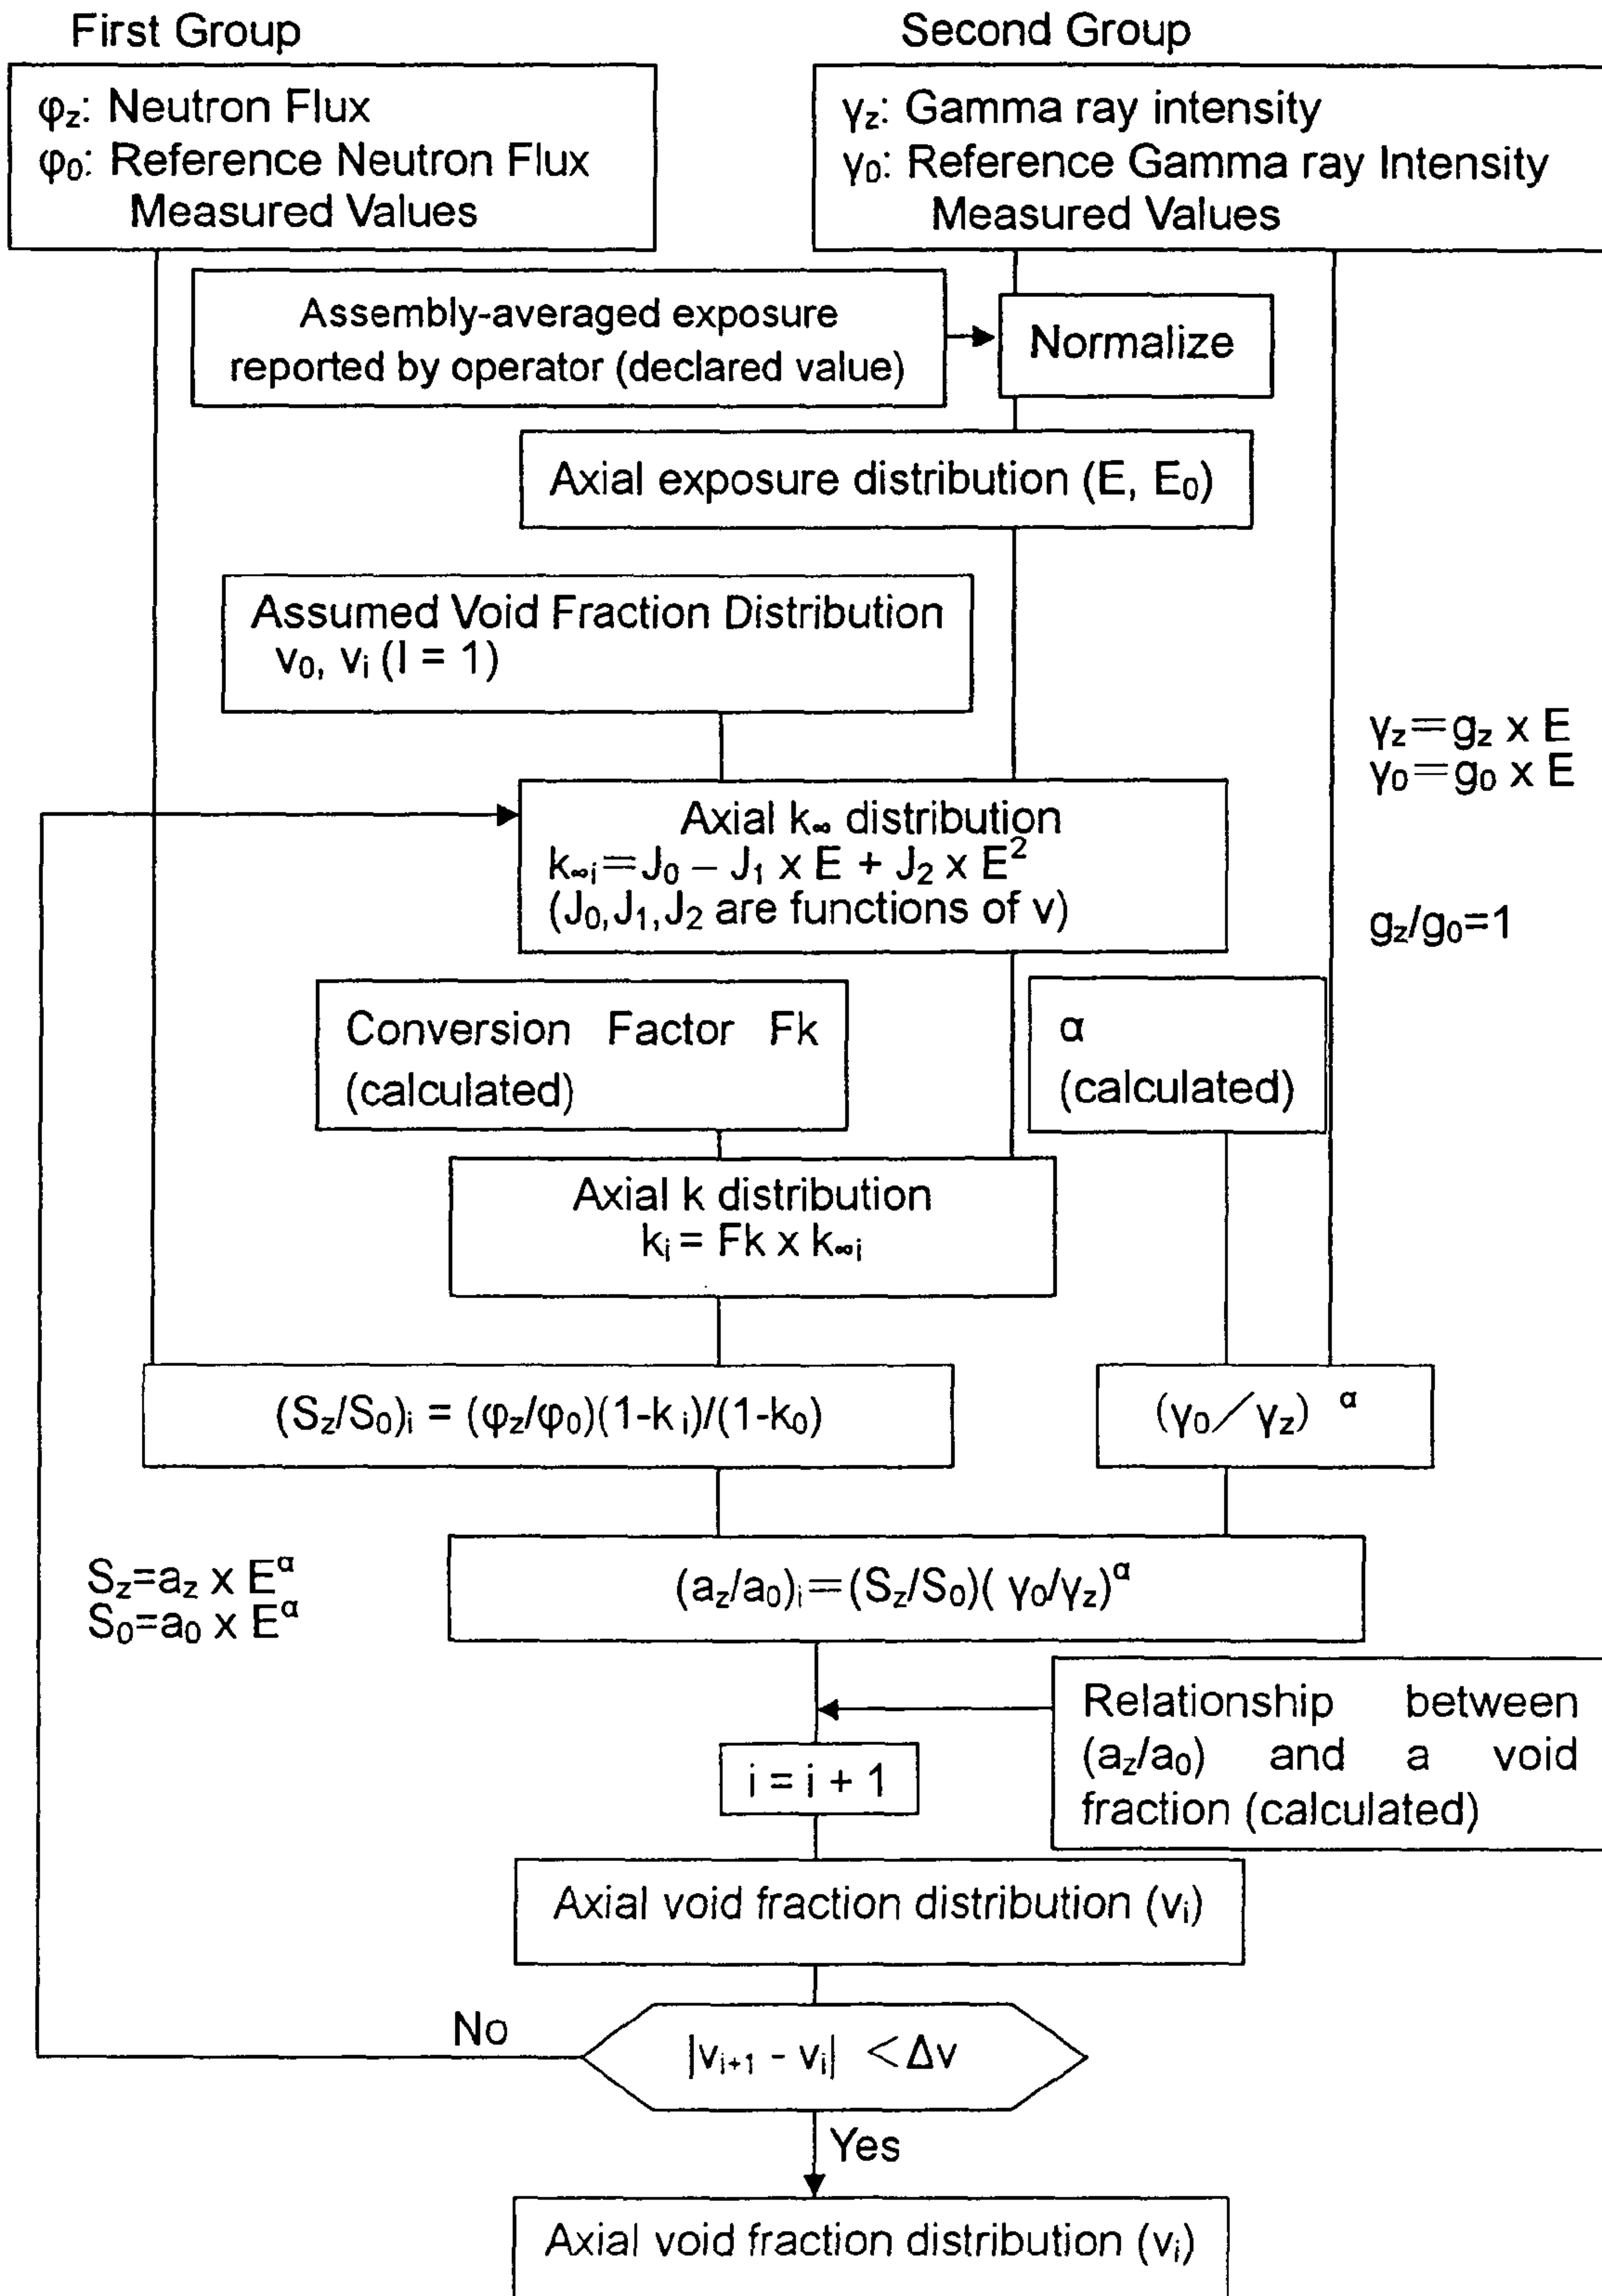 First Group
Second Group
φz: Neutron Flux
φ0: Reference Neutron Flux
Measured Values
γz: Gamma ray intensity
γ0: Reference Gamma ray Intensity
Measured Values
Assembly-averaged exposure
reported by operator (declared value)
Normalize
Axial exposure distribution (E, E0)
Assumed Void Fraction Distribution
v0, vi (I = 1)
γz=gz x E
γ0=g0 x E
Axial k∞ distribution
k∞i=J0 – J1 x E + J2 x E²
(J0,J1,J2 are functions of v)
gz/g0=1
Conversion Factor Fk
(calculated)
α
(calculated)
Axial k distribution
ki = Fk x k∞i
(Sz/S0)i = (φz/φ0)(1-k i)/(1-k0)
(γ0/γz) α
Sz=az x Eα
S0=a0 x Eα
(az/a0)i=(Sz/S0)( γ0/γz)α
Relationship between
(az/a0) and a void
fraction (calculated)
i = i + 1
Axial void fraction distribution (vi)
No
|vi+1 - vi| <Δv
Yes
Axial void fraction distribution (vi)